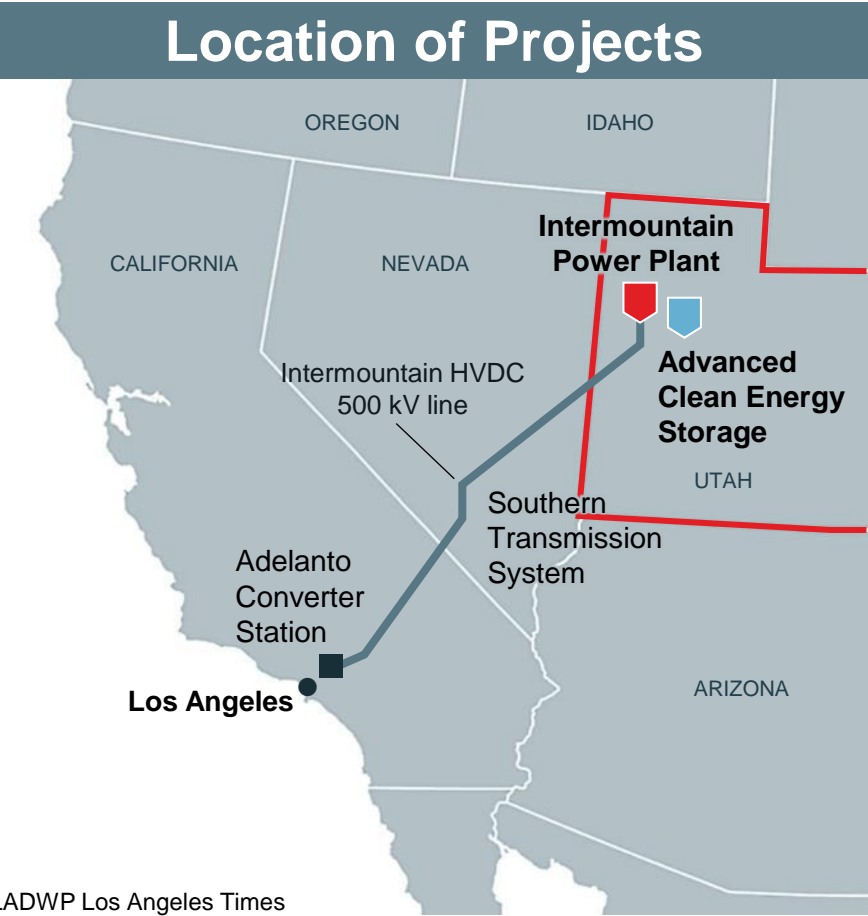 Location of Projects
OREGON
IDAHO
Intermountain
Power Plant
CALIFORNIA
NEVADA
Advanced
Clean Energy
Storage
Intermountain HVDC
500 kV line
UTAH
Southern
Transmission
System
Adelanto
Converter
Station
Los Angeles
ARIZONA
LADWP Los Angeles Times